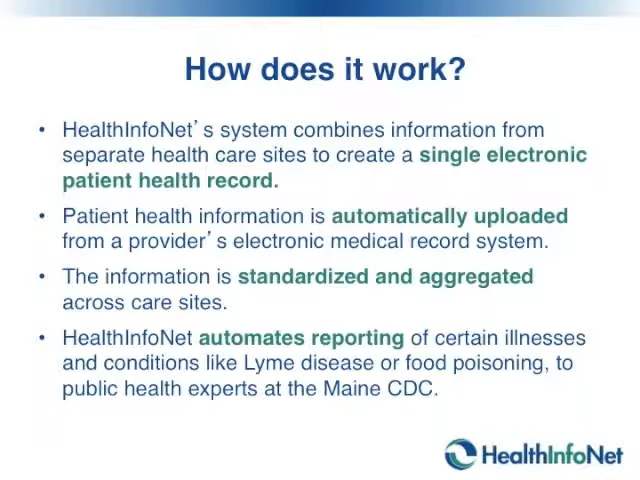 How does it work?
• HealthInfoNet’s system combines information from
separate health care sites to create a single electronic
patient health record.
• Patient health information is automatically uploaded
from a provider’s electronic medical record system.
• The information is standardized and aggregated
across care sites.
• HealthInfoNet automates reporting of certain illnesses
and conditions like Lyme disease or food poisoning, to
public health experts at the Maine CDC.
HealthInfoNet